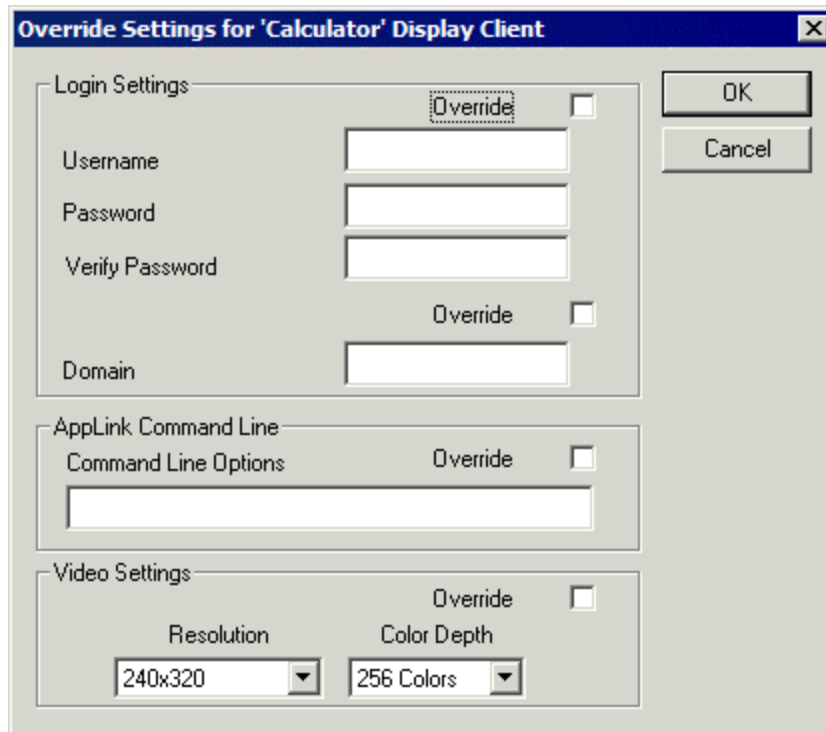 Override Settings for 'Calculator' Display Client
Login Settings
Override
OK
Username
Cancel
Password
Verify Password
Override
Domain
AppLink Command Line
Command Line Options Override
Video Settings
Override
Resolution Color Depth
240x320 256 Colors